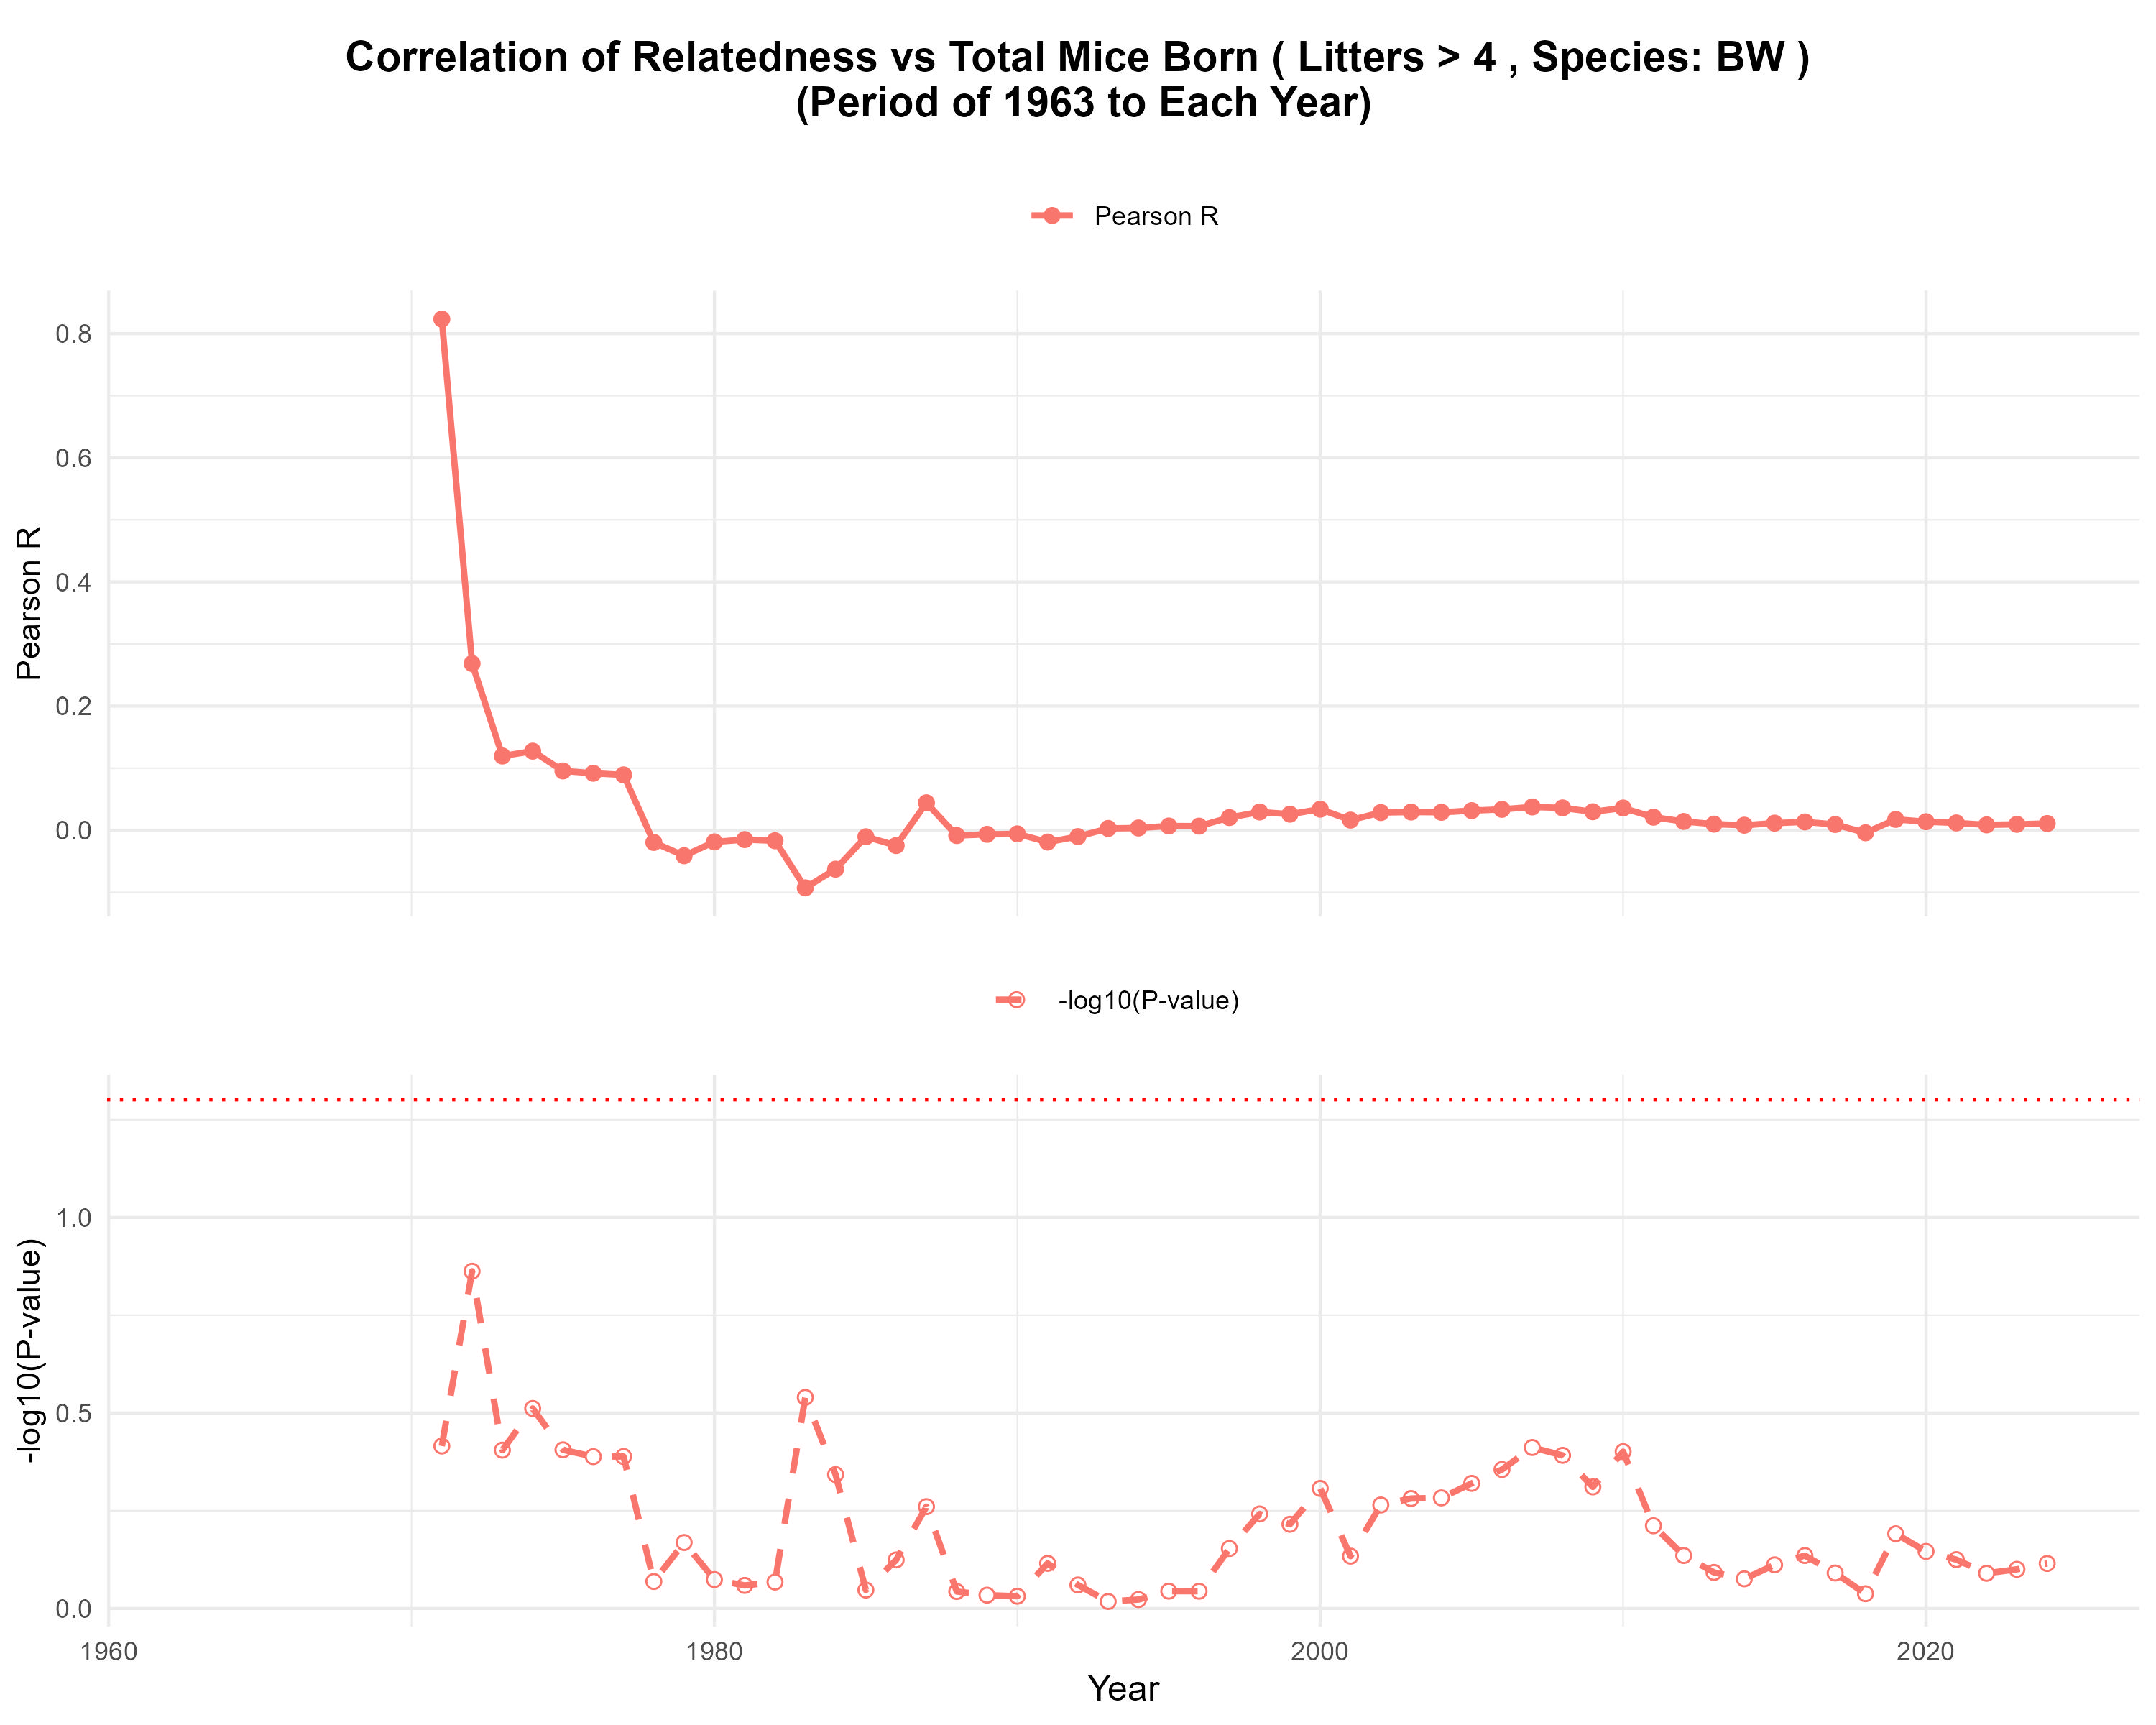 Correlation of Relatedness vs Total Mice Born ( Litters > 4 , Species: BW )
(Period of 1963 to Each Year)
Pearson R
Pearson R
0.8
0.6
0.4
0.2
0.0
-log10(P-value)
-log10(P-value)
1.0
0.5
0.0
1960
1980
2000
2020
Year